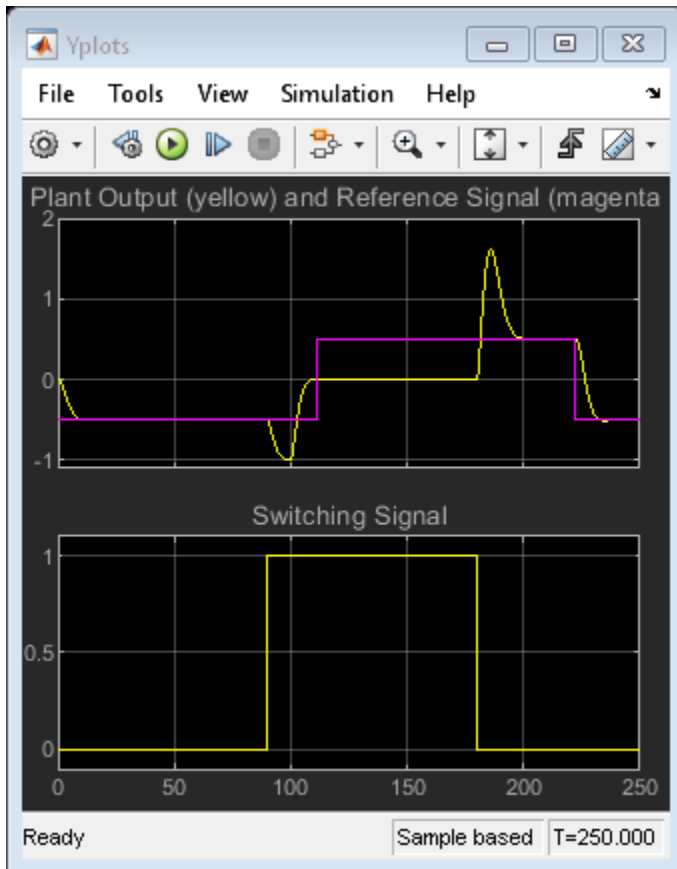 Yplots
File Tools View Simulation Help
Plant Output (yellow) and Reference Signal (magenta
2
1
0
-1
Switching Signal
1
0.5
0
0 50 100 150 200 250
Ready Sample based T=250.000